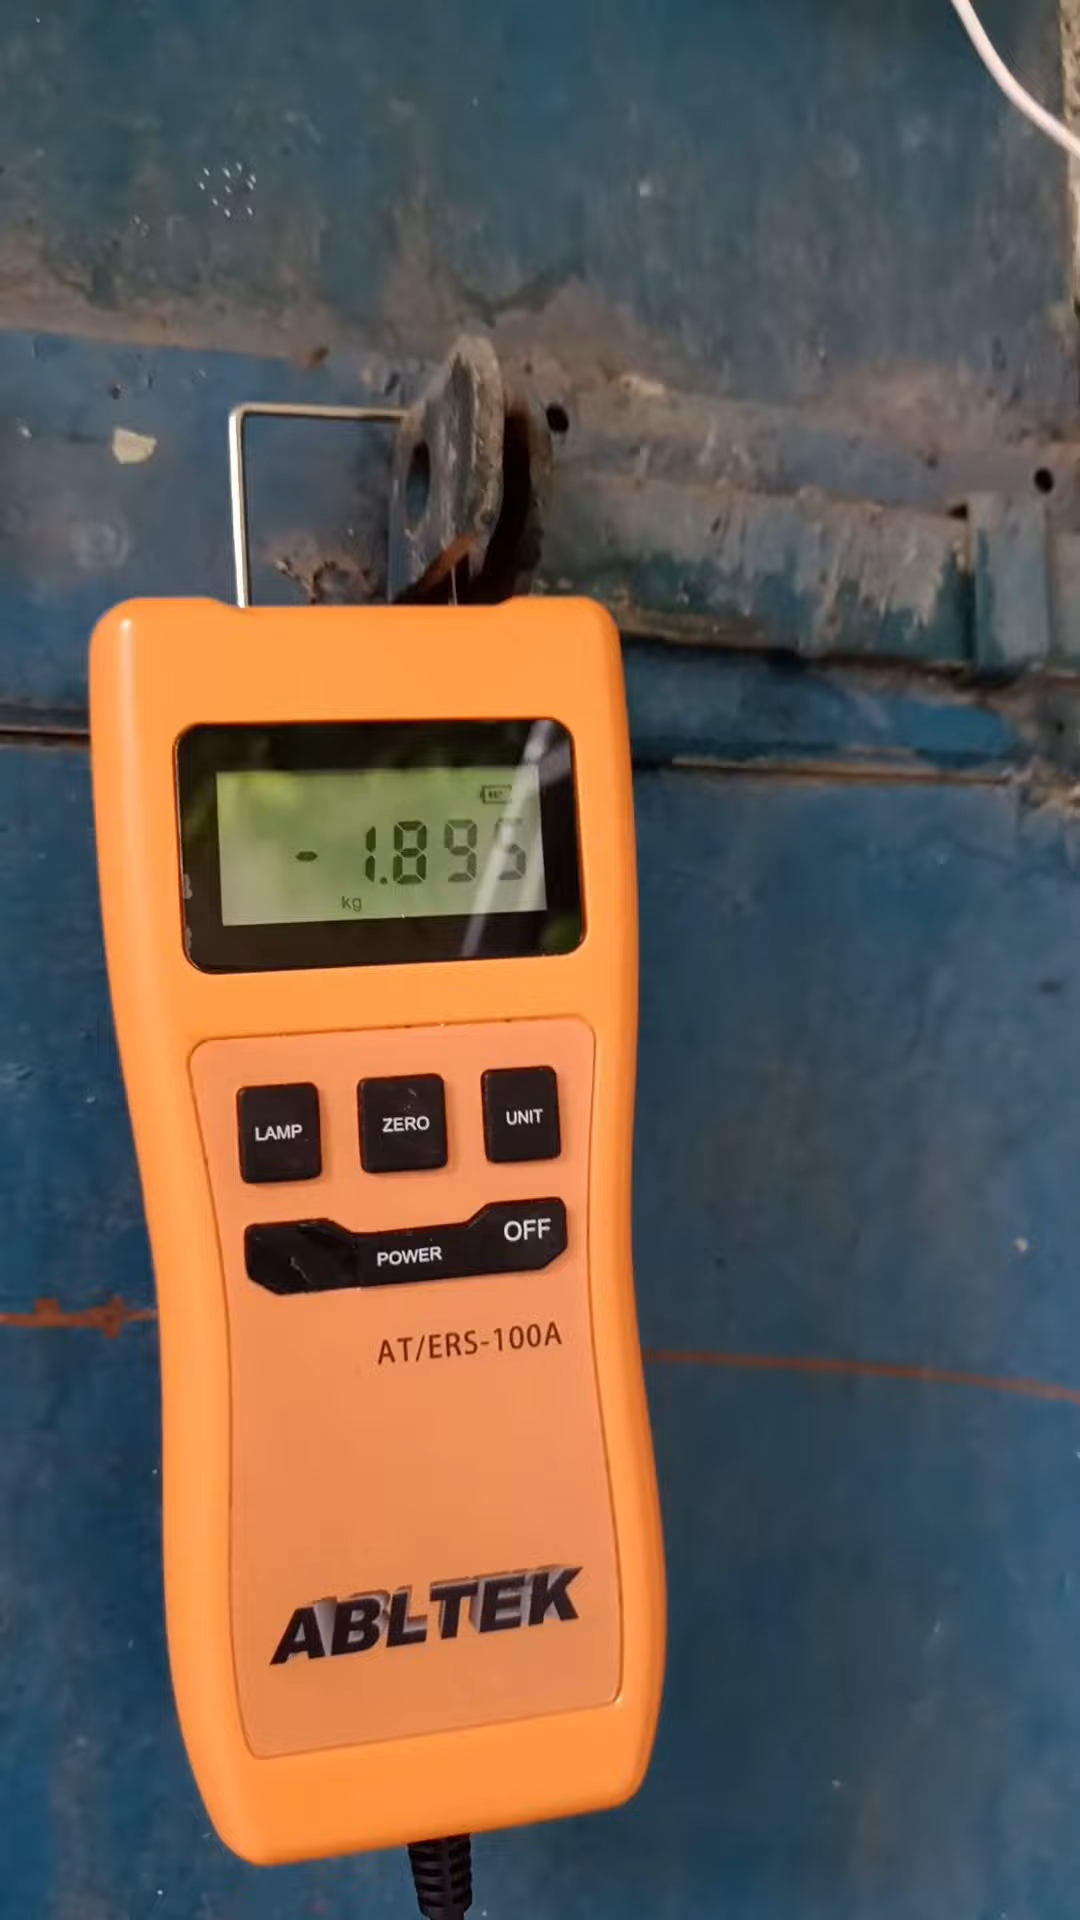 - 1.895
kg
LAMP ZERO UNIT
POWER OFF
AT/ERS-100A
ABLTEK